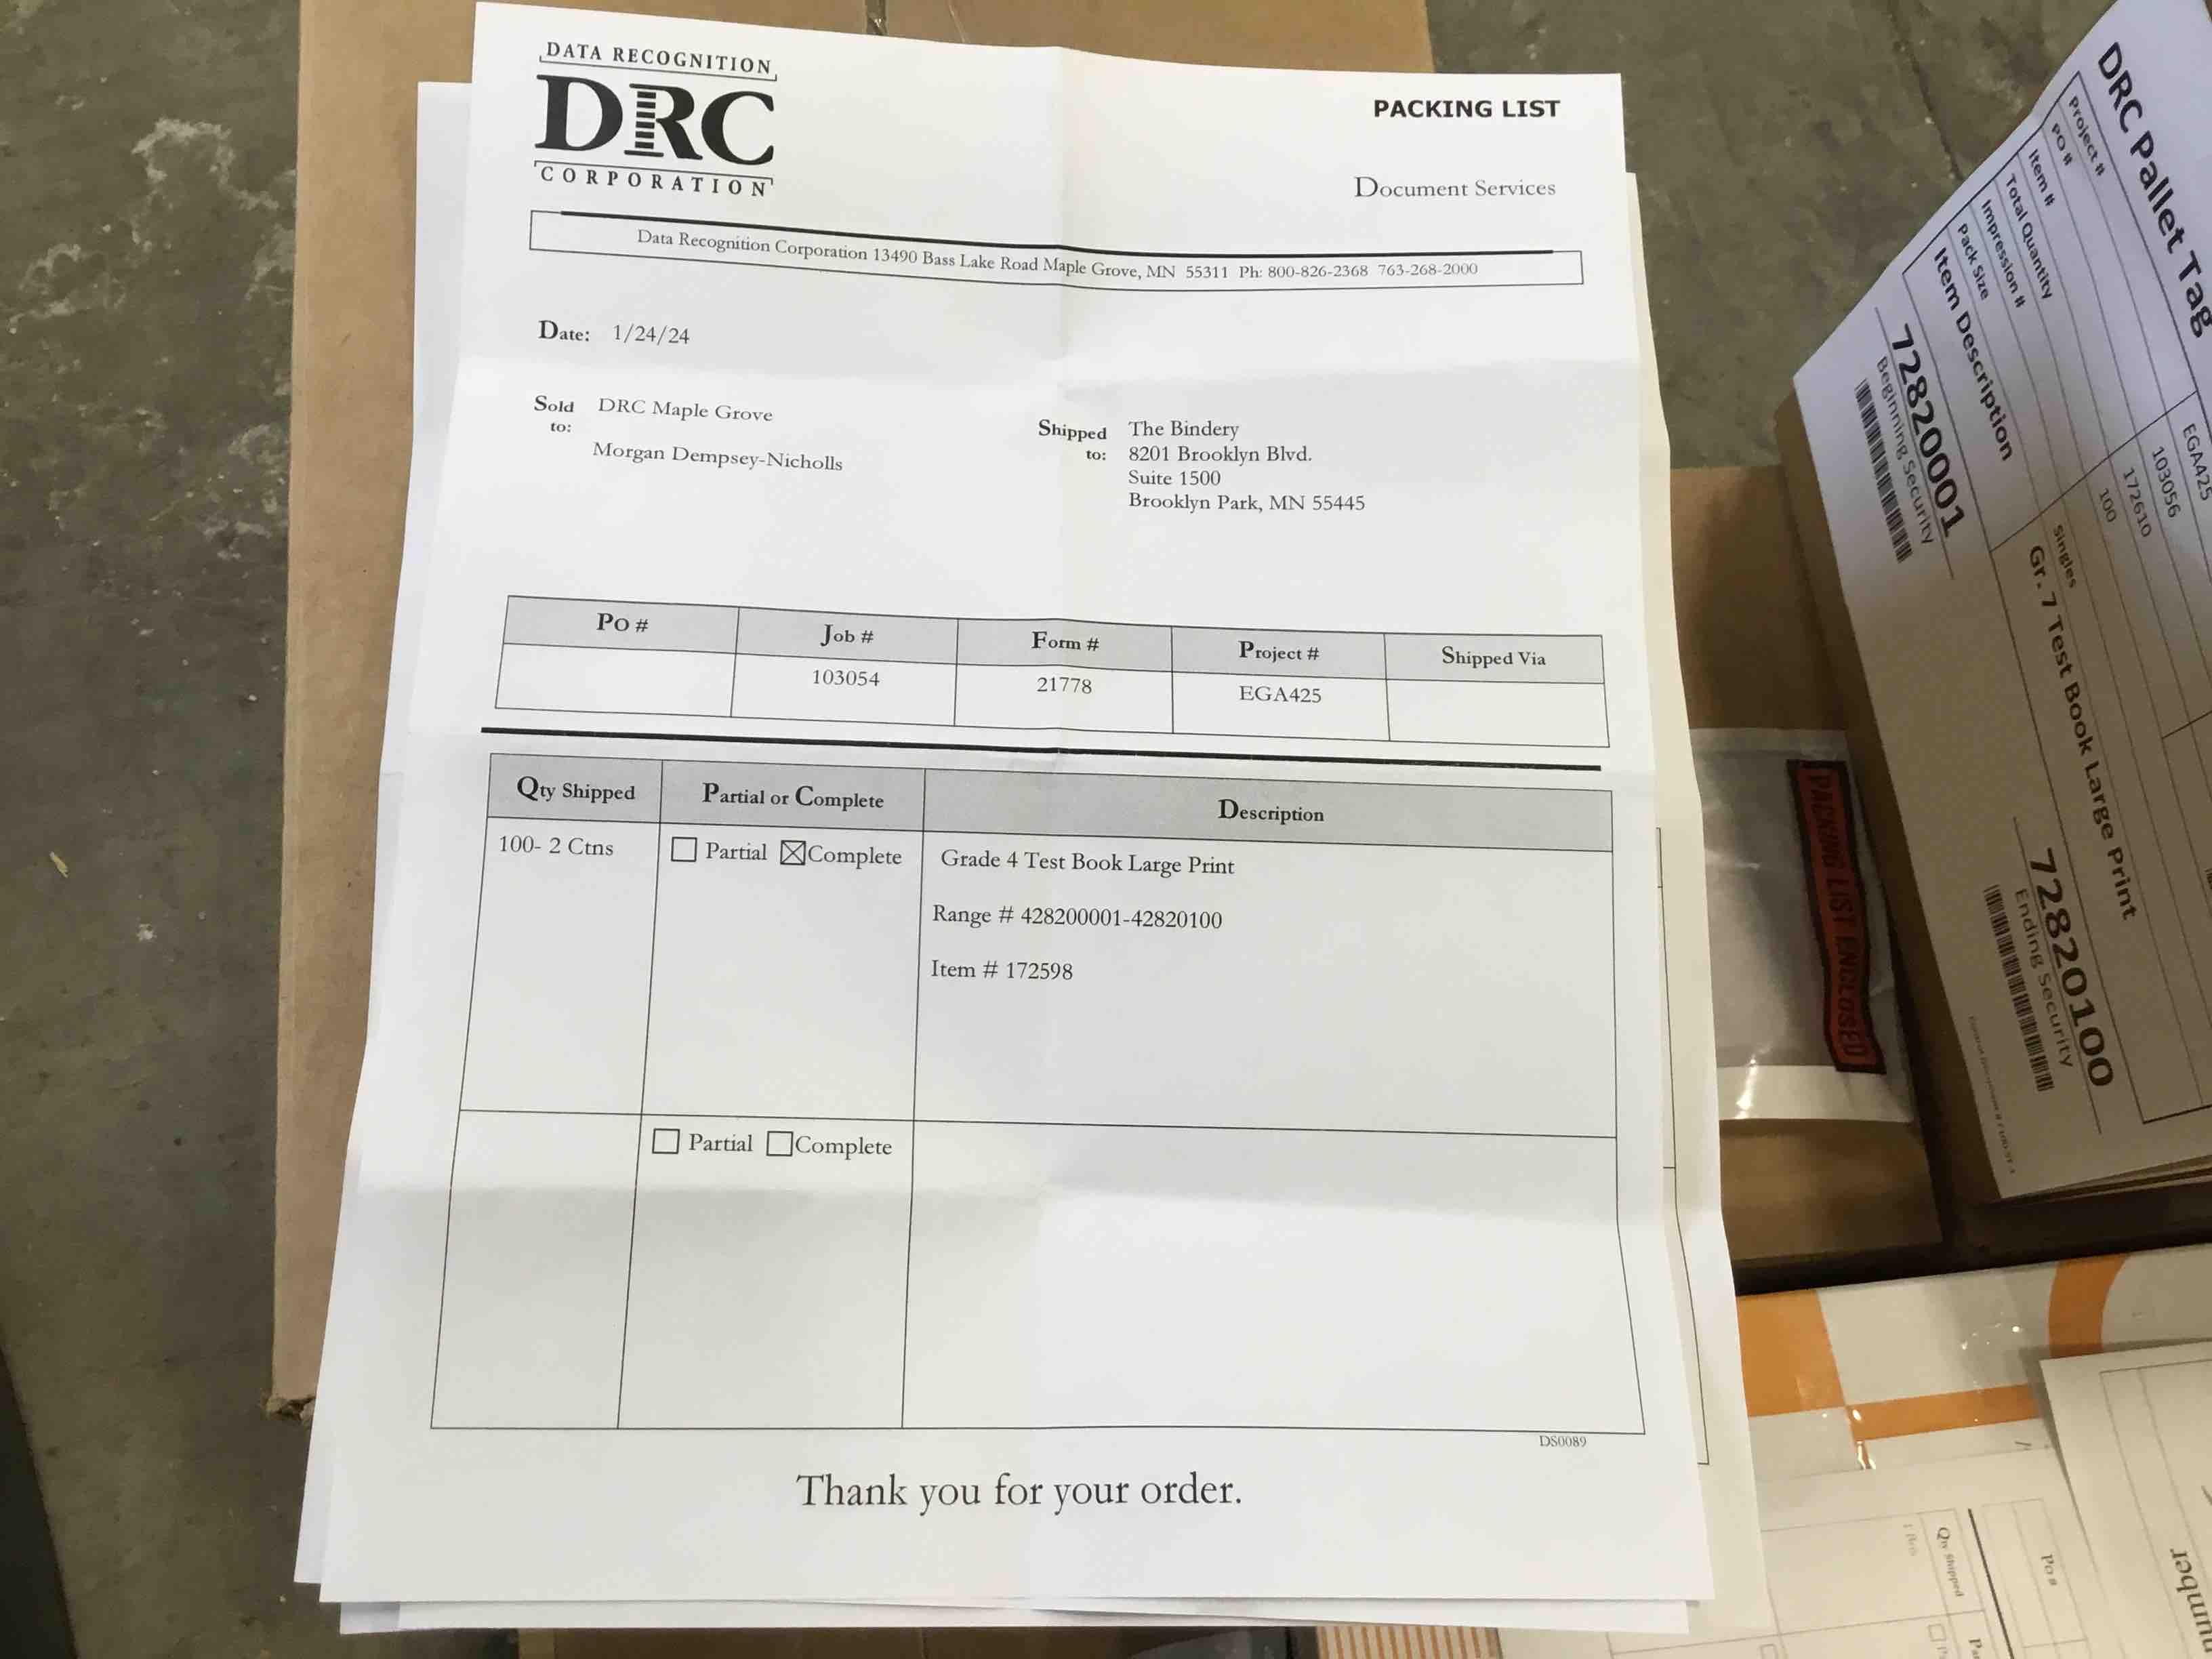 DATA RECOGNITION
DRC
CORPORATION
PACKING LIST
Document Services
Data Recognition Corporation 13490 Bass Lake Road Maple Grove, MN 55311 Ph: 800-826-2368 763-268-2000
Date: 1/24/24
Sold to: DRC Maple Grove
Morgan Dempsey-Nicholls
Shipped to: The Bindery
8201 Brooklyn Blvd.
Suite 1500
Brooklyn Park, MN 55445
PO # Job # Form # Project # Shipped Via
103054 21778 EGA425
Qty Shipped Partial or Complete Description
100- 2 Ctns Partial Complete Grade 4 Test Book Large Print
Range # 428200001-42820100
Item # 172598
Partial Complete
DS0089
Thank you for your order.
DRC Pallet Tag
Project # EGA425
PO # 103056
Item # 172610
Total Quantity 100
Impression #
Pack Size Singles
Item Description Gr. 7 Test Book Large Print
72820001
Beginning Security
72820100
Ending Security
PACKING LIST ENCLOSED
PO #
Qty Shipped